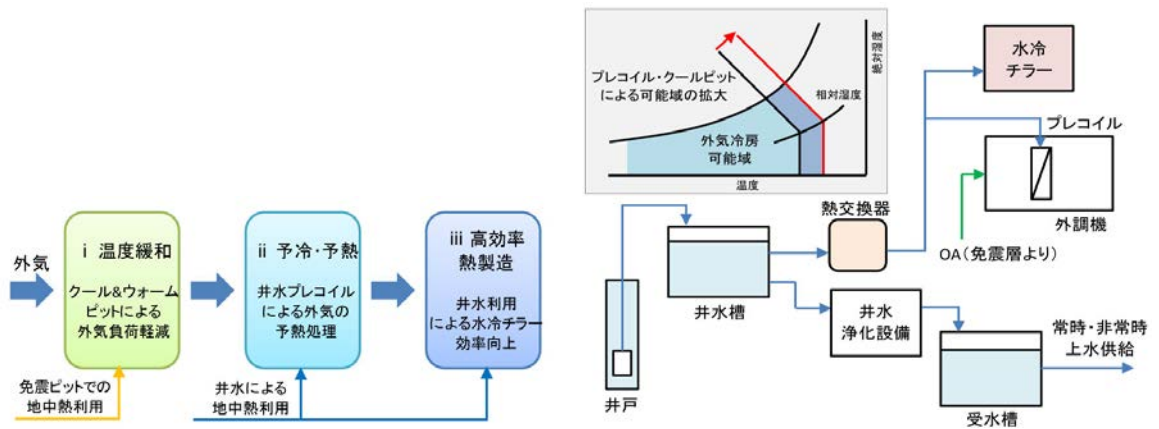 外気
i 温度緩和
クール&ウォーム
ピットによる
外気負荷軽減
ii 予冷・予熱
井水プレコイル
による外気の
予熱処理
iii 高効率
熱製造
井水利用
による水冷チラー
効率向上
免震ピットでの
地中熱利用
井水による
地中熱利用
プレコイル・クールピット
による可能域の拡大
外気冷房
可能域
相対湿度
絶対湿度
温度
水冷
チラー
プレコイル
外調機
OA(免震層より)
熱交換器
井水槽
井水
浄化設備
井戸
受水槽
常時・非常時
上水供給